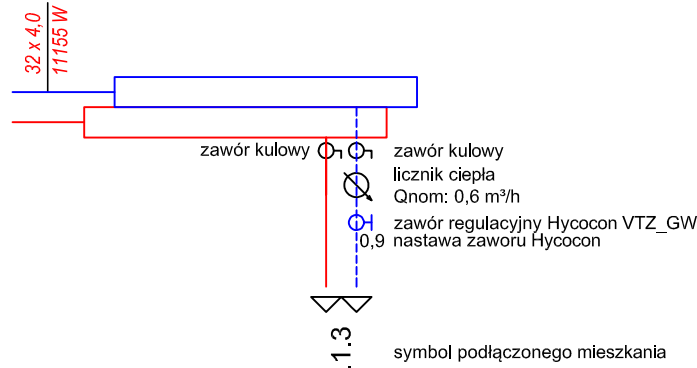 32 x 4,0
11155 W
zawór kulowy
zawór kulowy
licznik ciepła
Qnom: 0,6 m³/h
zawór regulacyjny Hycocon VTZ_GW
0,9 nastawa zaworu Hycocon
.1.3
symbol podłączonego mieszkania